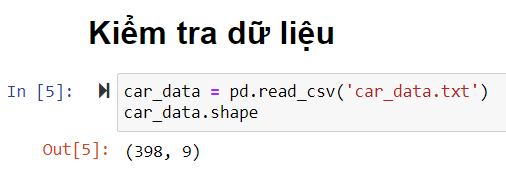 Kiểm tra dữ liệu
In [5]: car_data = pd.read_csv('car_data.txt')
car_data.shape
Out[5]: (398, 9)